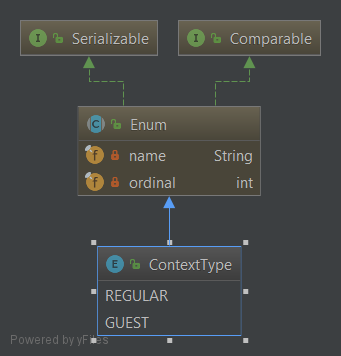 I Serializable
I Comparable
C Enum
f name String
f ordinal int
E ContextType
REGULAR
GUEST
Powered by yFiles